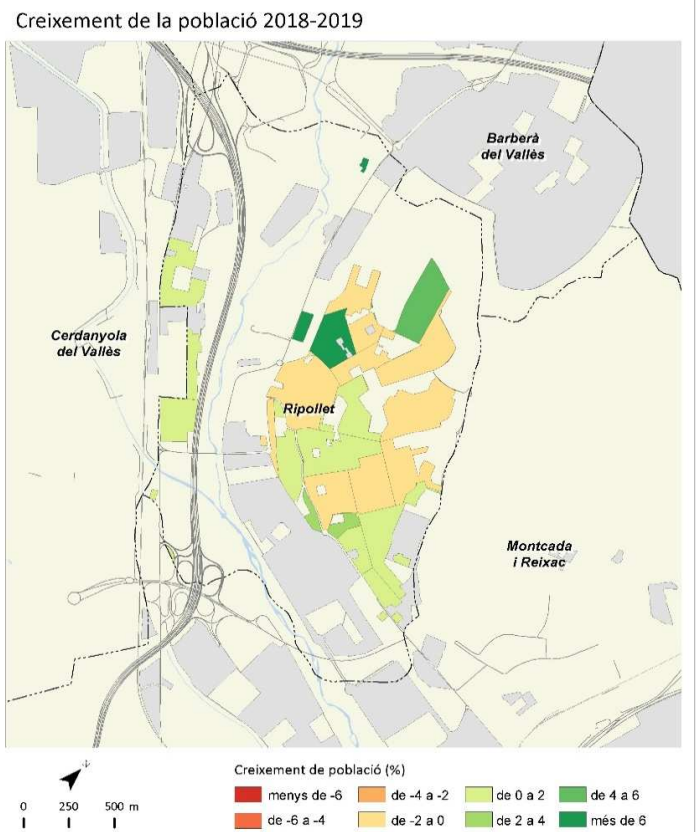 Creixement de la població 2018-2019
Barberà
del Vallès
Cerdanyola
del Vallès
Ripollet
Montcada
i Reixac
Creixement de població (%)
menys de -6
de -4 a -2
de 0 a 2
de 4 a 6
de -6 a -4
de -2 a 0
de 2 a 4
més de 6
0 250 500 m